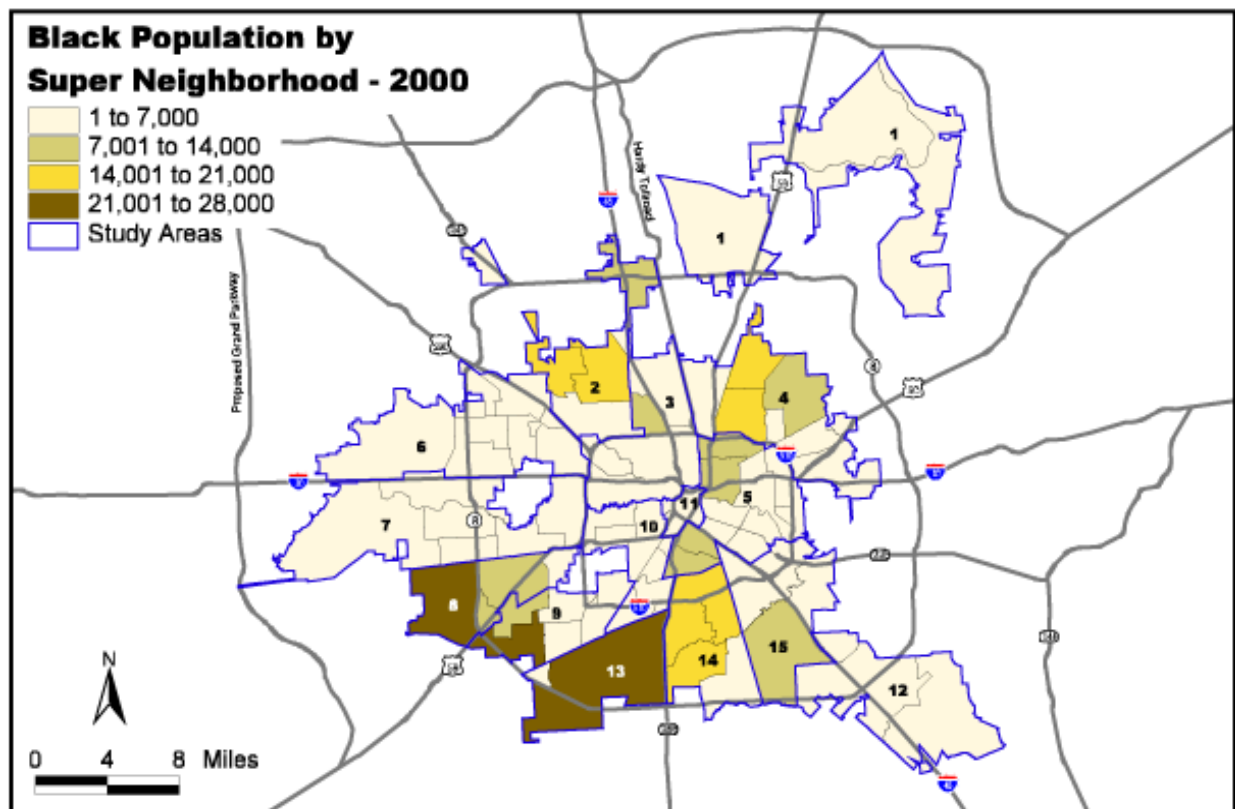 Black Population by
Super Neighborhood - 2000
1 to 7,000
7,001 to 14,000
14,001 to 21,000
21,001 to 28,000
Study Areas
Hardy Tollroad
Proposed Grand Parkway
1
1
2
3
4
6
5
11
10
7
8
8
9
13
14
15
12
N
0 4 8 Miles